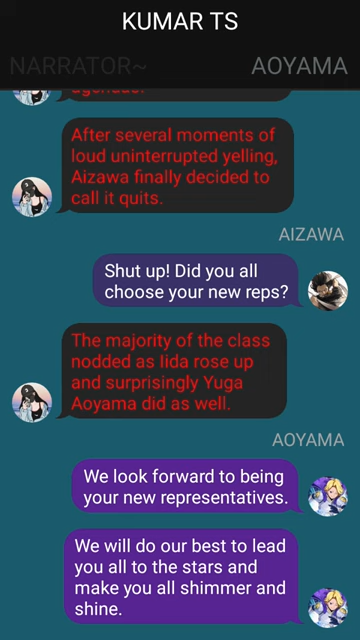 KUMAR TS
NARRATOR~
AOYAMA
After several moments of
loud uninterrupted yelling,
Aizawa finally decided to
call it quits.
AIZAWA
Shut up! Did you all
choose your new reps?
The majority of the class
nodded as Iida rose up
and surprisingly Yuga
Aoyama did as well.
AOYAMA
We look forward to being
your new representatives.
We will do our best to lead
you all to the stars and
make you all shimmer and
shine.